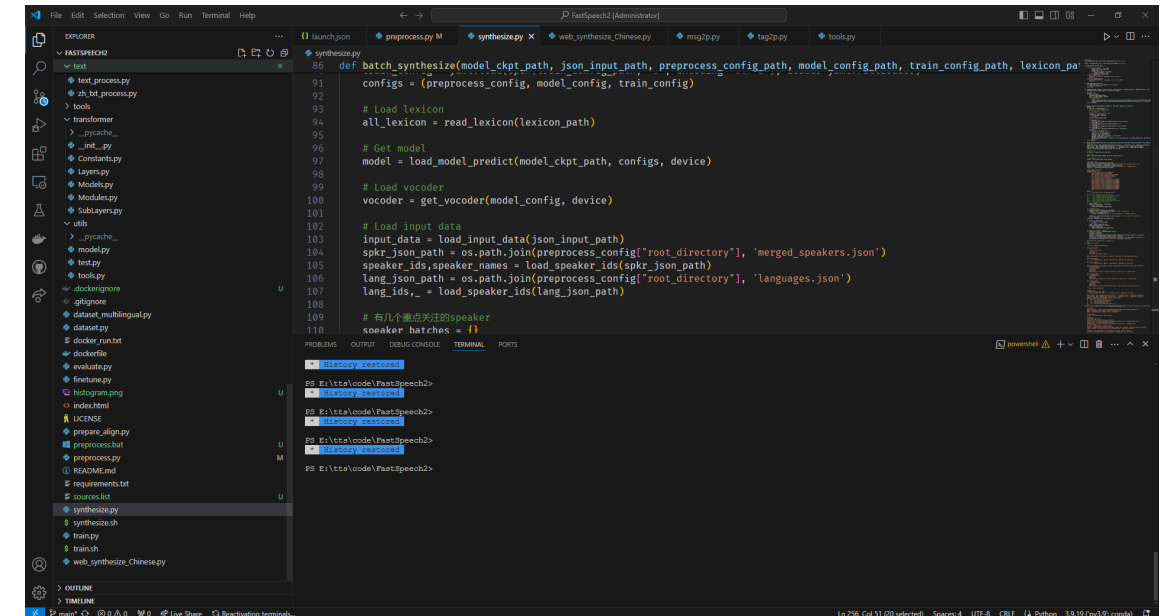 File Edit Selection View Go Run Terminal Help
FastSpeech2 [Administrator]
EXPLORER
FASTSPEECH2
text
text_process.py
zh_txt_process.py
tools
transformer
__pycache__
__init__.py
Constants.py
Layers.py
Models.py
Modules.py
SubLayers.py
utils
__pycache__
model.py
test.py
tools.py
.dockerignore U
.gitignore
dataset_multilingual.py
dataset.py
docker_run.txt
dockerfile
evaluate.py
finetune.py
histogram.png U
index.html
LICENSE
prepare_align.py
preprocess.bat U
preprocess.py M
README.md
requirements.txt
sources.list U
synthesize.py
synthesize.sh
train.py
train.sh
web_synthesize_Chinese.py
OUTLINE
TIMELINE
launch.json preprocess.py M synthesize.py web_synthesize_Chinese.py msg2p.py tag2p.py tools.py
synthesize.py
86 def batch_synthesize(model_ckpt_path, json_input_path, preprocess_config_path, model_config_path, train_config_path, lexicon_pa
91 configs = (preprocess_config, model_config, train_config)
92
93 # Load lexicon
94 all_lexicon = read_lexicon(lexicon_path)
95
96 # Get model
97 model = load_model_predict(model_ckpt_path, configs, device)
98
99 # Load vocoder
100 vocoder = get_vocoder(model_config, device)
101
102 # Load input data
103 input_data = load_input_data(json_input_path)
104 spkr_json_path = os.path.join(preprocess_config["root_directory"], 'merged_speakers.json')
105 speaker_ids,speaker_names = load_speaker_ids(spkr_json_path)
106 lang_json_path = os.path.join(preprocess_config["root_directory"], 'languages.json')
107 lang_ids,_ = load_speaker_ids(lang_json_path)
108
109 # 有几个重点关注的speaker
110 speaker_batches = {}
PROBLEMS OUTPUT DEBUG CONSOLE TERMINAL PORTS
powershell
* History restored
PS E:\tts\code\FastSpeech2>
* History restored
PS E:\tts\code\FastSpeech2>
* History restored
PS E:\tts\code\FastSpeech2>
* History restored
PS E:\tts\code\FastSpeech2>
main* 0 0 0 Live Share Reactivating terminals... Ln 256, Col 51 (20 selected) Spaces: 4 UTF-8 CRLF Python 3.9.19 ('py3.9': conda)